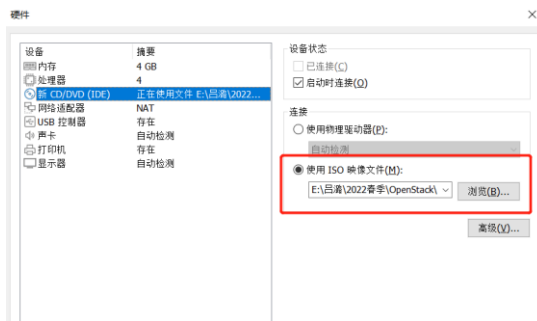 硬件
设备 摘要
内存 4 GB
处理器 4
新 CD/DVD (IDE) 正在使用文件 E:\吕潞\2022...
网络适配器 NAT
USB 控制器 存在
声卡 自动检测
打印机 存在
显示器 自动检测
设备状态
已连接(C)
启动时连接(O)
连接
使用物理驱动器(P):
自动检测
使用 ISO 映像文件(M):
E:\吕潞\2022春季\OpenStack\ 浏览(B)...
高级(V)...